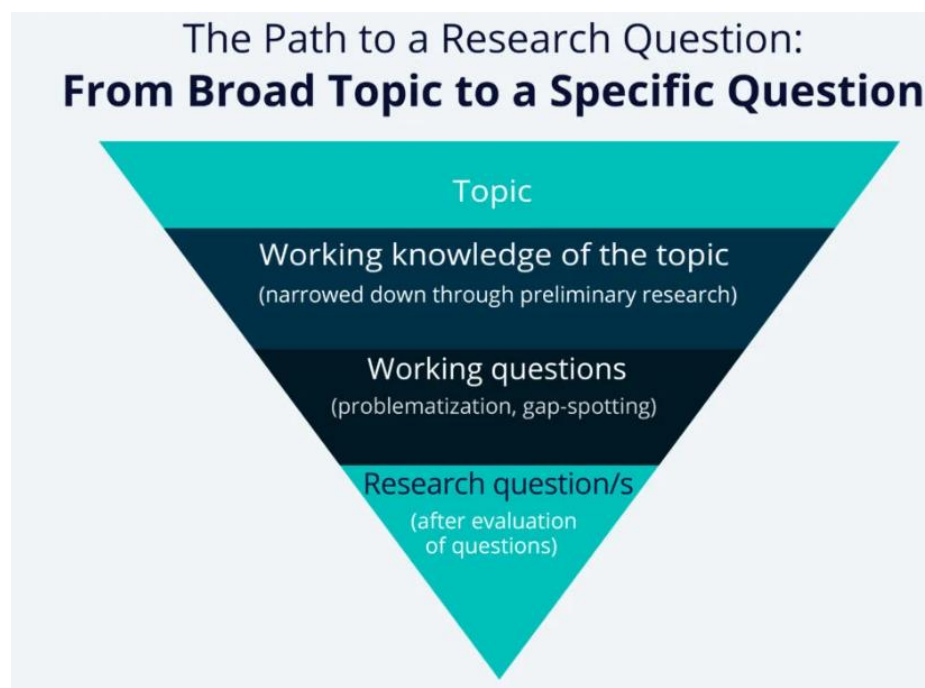 The Path to a Research Question:
From Broad Topic to a Specific Question
Topic
Working knowledge of the topic
(narrowed down through preliminary research)
Working questions
(problematization, gap-spotting)
Research question/s
(after evaluation
of questions)